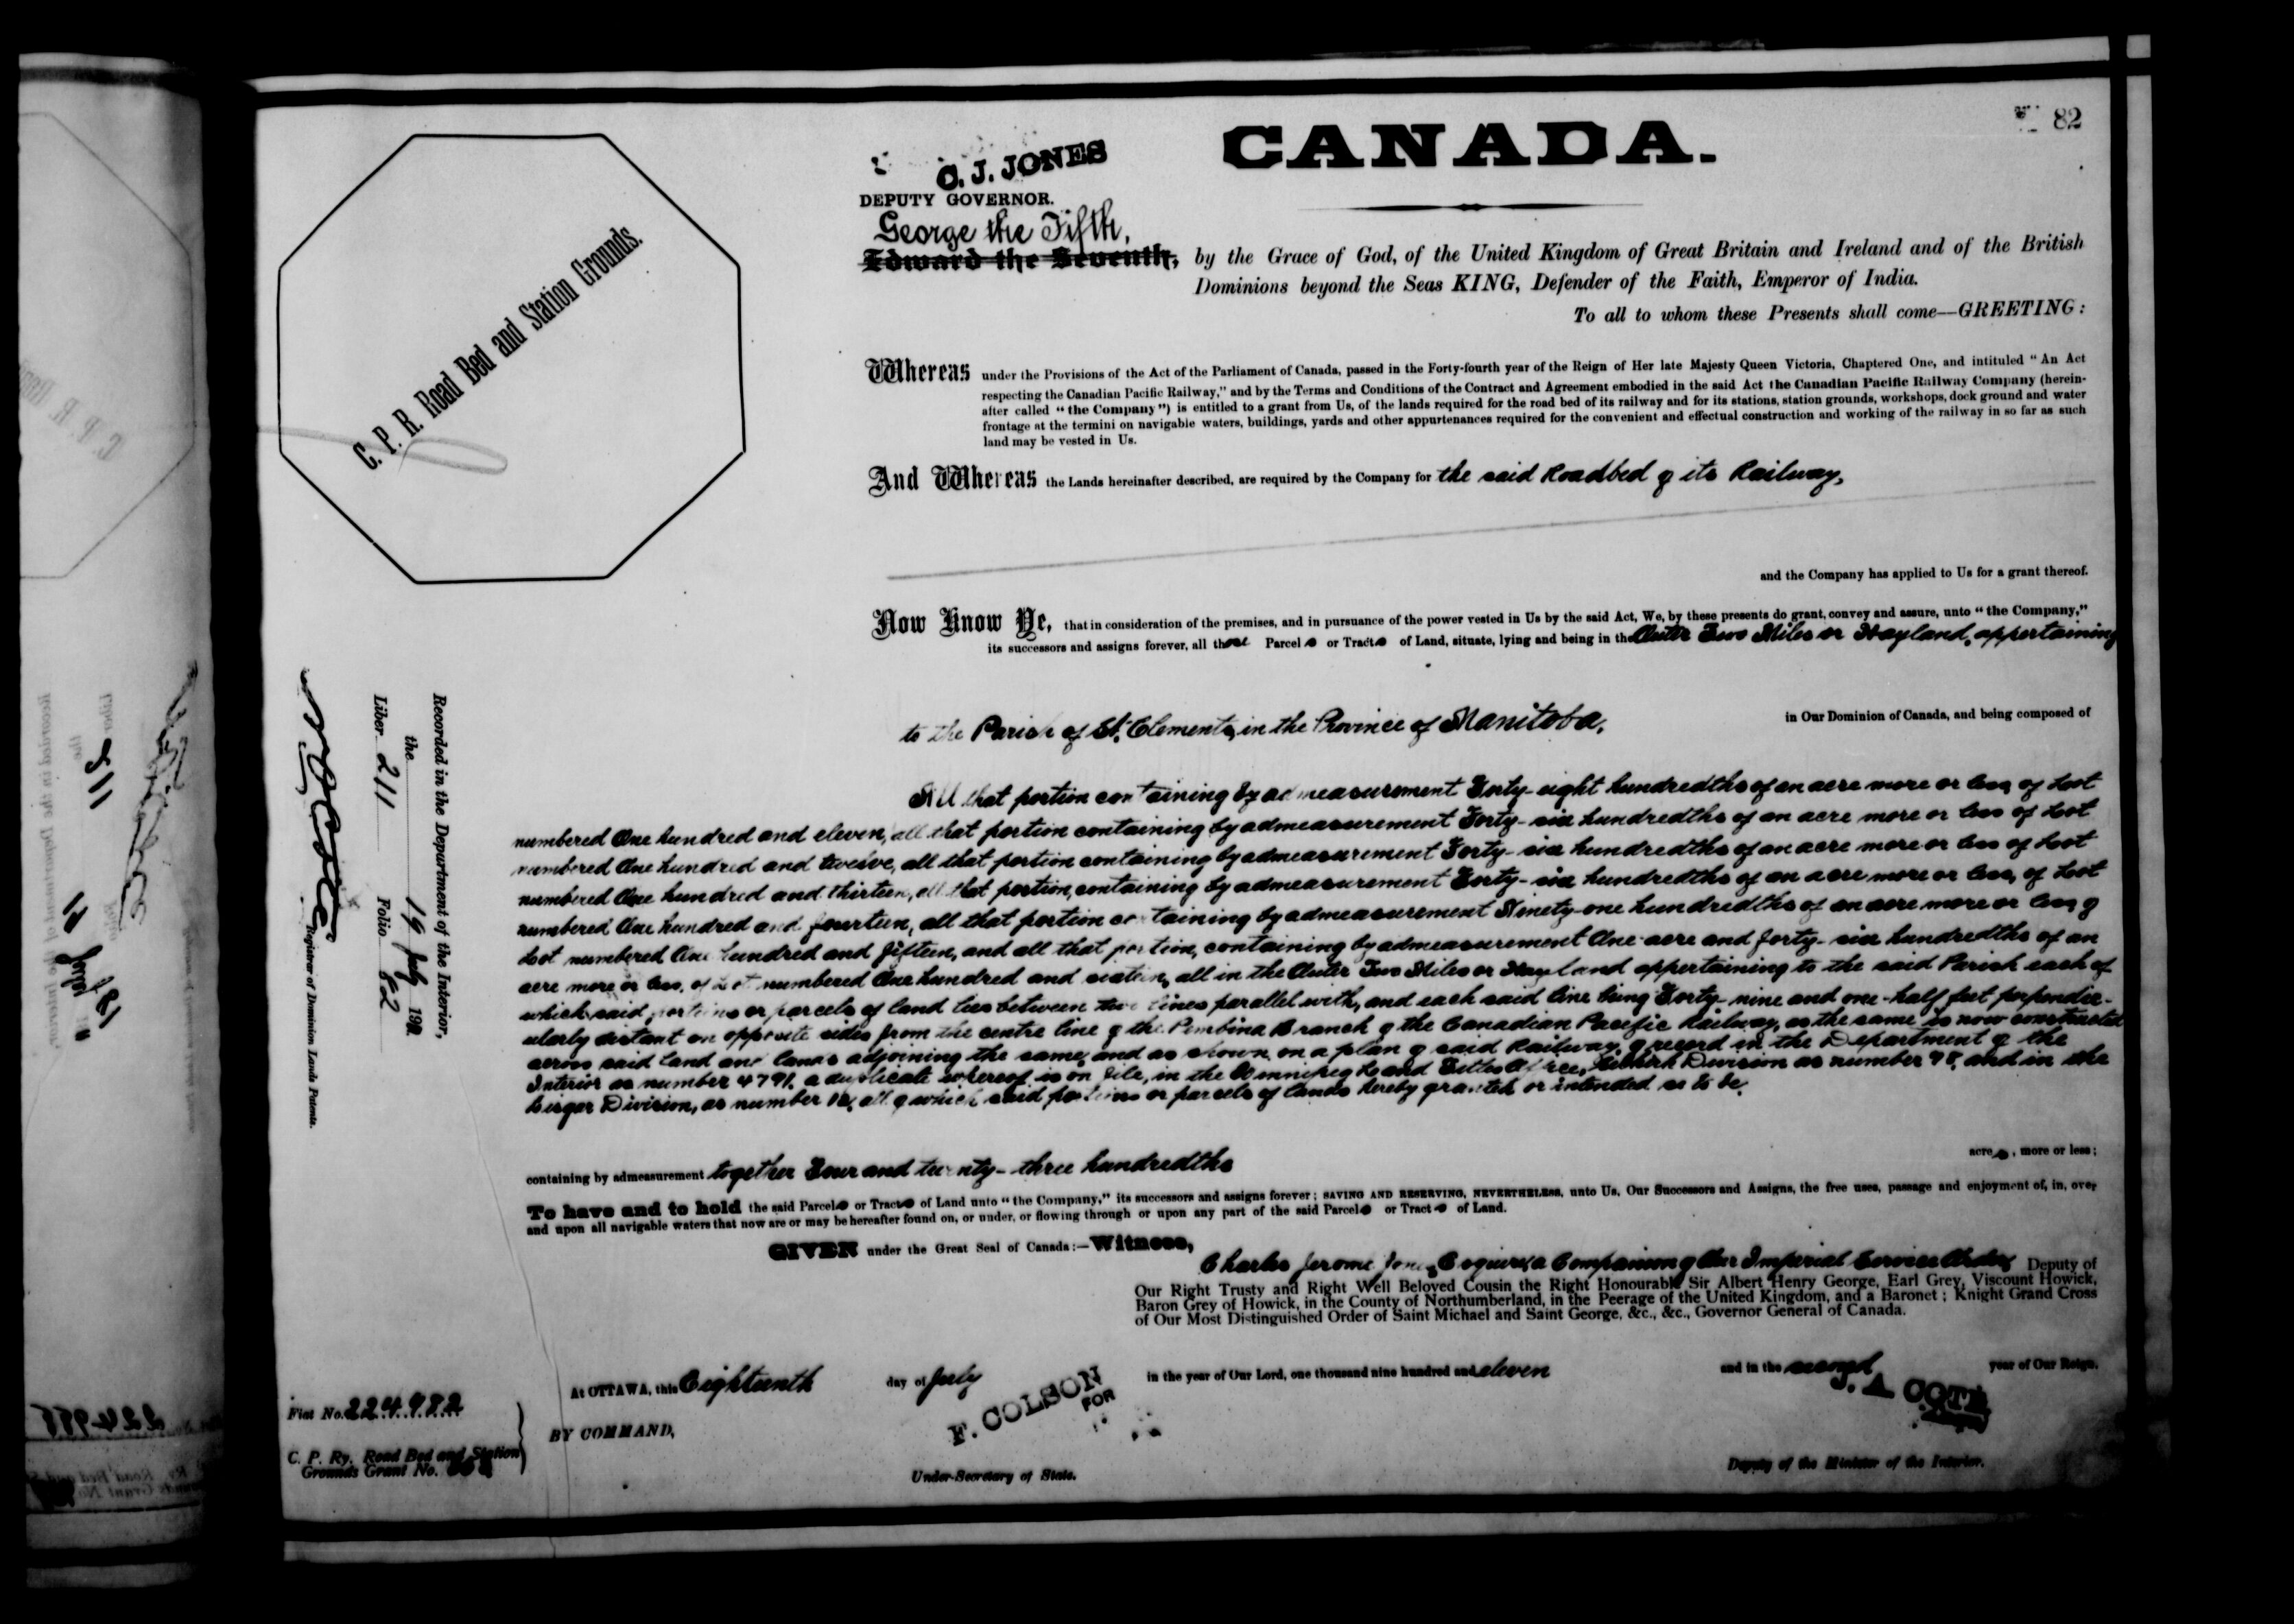 82
CANADA.
C. J. JONES
DEPUTY GOVERNOR.
George the Fifth,
Edward the Seventh, by the Grace of God, of the United Kingdom of Great Britain and Ireland and of the British
Dominions beyond the Seas KING, Defender of the Faith, Emperor of India.
To all to whom these Presents shall come—GREETING:
C. P. R. Road Bed and Station Grounds.
Whereas under the Provisions of the Act of the Parliament of Canada, passed in the Forty-fourth year of the Reign of Her late Majesty Queen Victoria, Chaptered One, and intituled "An Act
respecting the Canadian Pacific Railway," and by the Terms and Conditions of the Contract and Agreement embodied in the said Act the Canadian Pacific Railway Company (herein-
after called "the Company") is entitled to a grant from Us, of the lands required for the road bed of its railway and for its stations, station grounds, workshops, dock ground and water
frontage at the termini on navigable waters, buildings, yards and other appurtenances required for the convenient and effectual construction and working of the railway in so far as such
land may be vested in Us.
And Whereas the Lands hereinafter described, are required by the Company for the said Roadbed of its Railway,
and the Company has applied to Us for a grant thereof.
Now Know Ye, that in consideration of the premises, and in pursuance of the power vested in Us by the said Act, We, by these presents do grant, convey and assure, unto "the Company,"
its successors and assigns forever, all those Parcels or Tracts of Land, situate, lying and being in the Outer Two Miles or Hayland, appertaining
to the Parish of St. Clements, in the Province of Manitoba, in Our Dominion of Canada, and being composed of
All that portion containing by admeasurement Forty-eight hundredths of an acre more or less, of Lot
numbered One hundred and eleven, all that portion containing by admeasurement Forty-six hundredths of an acre more or less of Lot
numbered One hundred and twelve, all that portion containing by admeasurement Forty-six hundredths of an acre more or less of Lot
numbered One hundred and thirteen, all that portion, containing by admeasurement Forty-six hundredths of an acre more or less, of Lot
numbered One hundred and fourteen, all that portion containing by admeasurement Ninety-one hundredths of an acre more or less, of
Lot numbered One hundred and fifteen, and all that portion, containing by admeasurement One acre and forty-six hundredths of an
acre more or less, of Lot numbered One hundred and sixteen, all in the Outer Two Miles or Hayland appertaining to the said Parish each of
which said portions or parcels of land lies between two lines parallel with, and each said line being Forty-nine and one-half feet perpendic-
ularly distant on opposite sides from the centre line of the Pembina Branch of the Canadian Pacific Railway, as the same is now constructed
across said land and lands adjoining the same, and as shown on a plan of said Railway, of record in the Department of the
Interior as number 4791, a duplicate whereof is on file, in the Winnipeg Land Titles Office, Selkirk Division as number 98, and in the
Lisgar Division, as number 12, all of which said portions or parcels of lands hereby granted or intended so to be,
containing by admeasurement together Four and twenty-three hundredths acres, more or less;
To have and to hold the said Parcels or Tracts of Land unto "the Company," its successors and assigns forever; SAVING AND RESERVING, NEVERTHELESS, unto Us, Our Successors and Assigns, the free uses, passage and enjoyment of, in, over
and upon all navigable waters that now are or may be hereafter found on, or under, or flowing through or upon any part of the said Parcels or Tracts of Land.
GIVEN under the Great Seal of Canada:—Witness,
Charles Jerome Jones, Esquire, a Companion of Our Imperial Service Order, Deputy of
Our Right Trusty and Right Well Beloved Cousin the Right Honourable Sir Albert Henry George, Earl Grey, Viscount Howick,
Baron Grey of Howick, in the County of Northumberland, in the Peerage of the United Kingdom, and a Baronet; Knight Grand Cross
of Our Most Distinguished Order of Saint Michael and Saint George, &c., &c., Governor General of Canada.
At OTTAWA, this Eighteenth day of July in the year of Our Lord, one thousand nine hundred and eleven and in the second year of Our Reign.
BY COMMAND,
F. COLSON
FOR
Under-Secretary of State.
J. A. COTE
Deputy of the Minister of the Interior.
Recorded in the Department of the Interior,
the 19 July 19
Liber 211 Folio 82
Registrar of Dominion Lands Patents.
Fiat No. 224982
C. P. Ry. Road Bed and Station
Grounds Grant No.